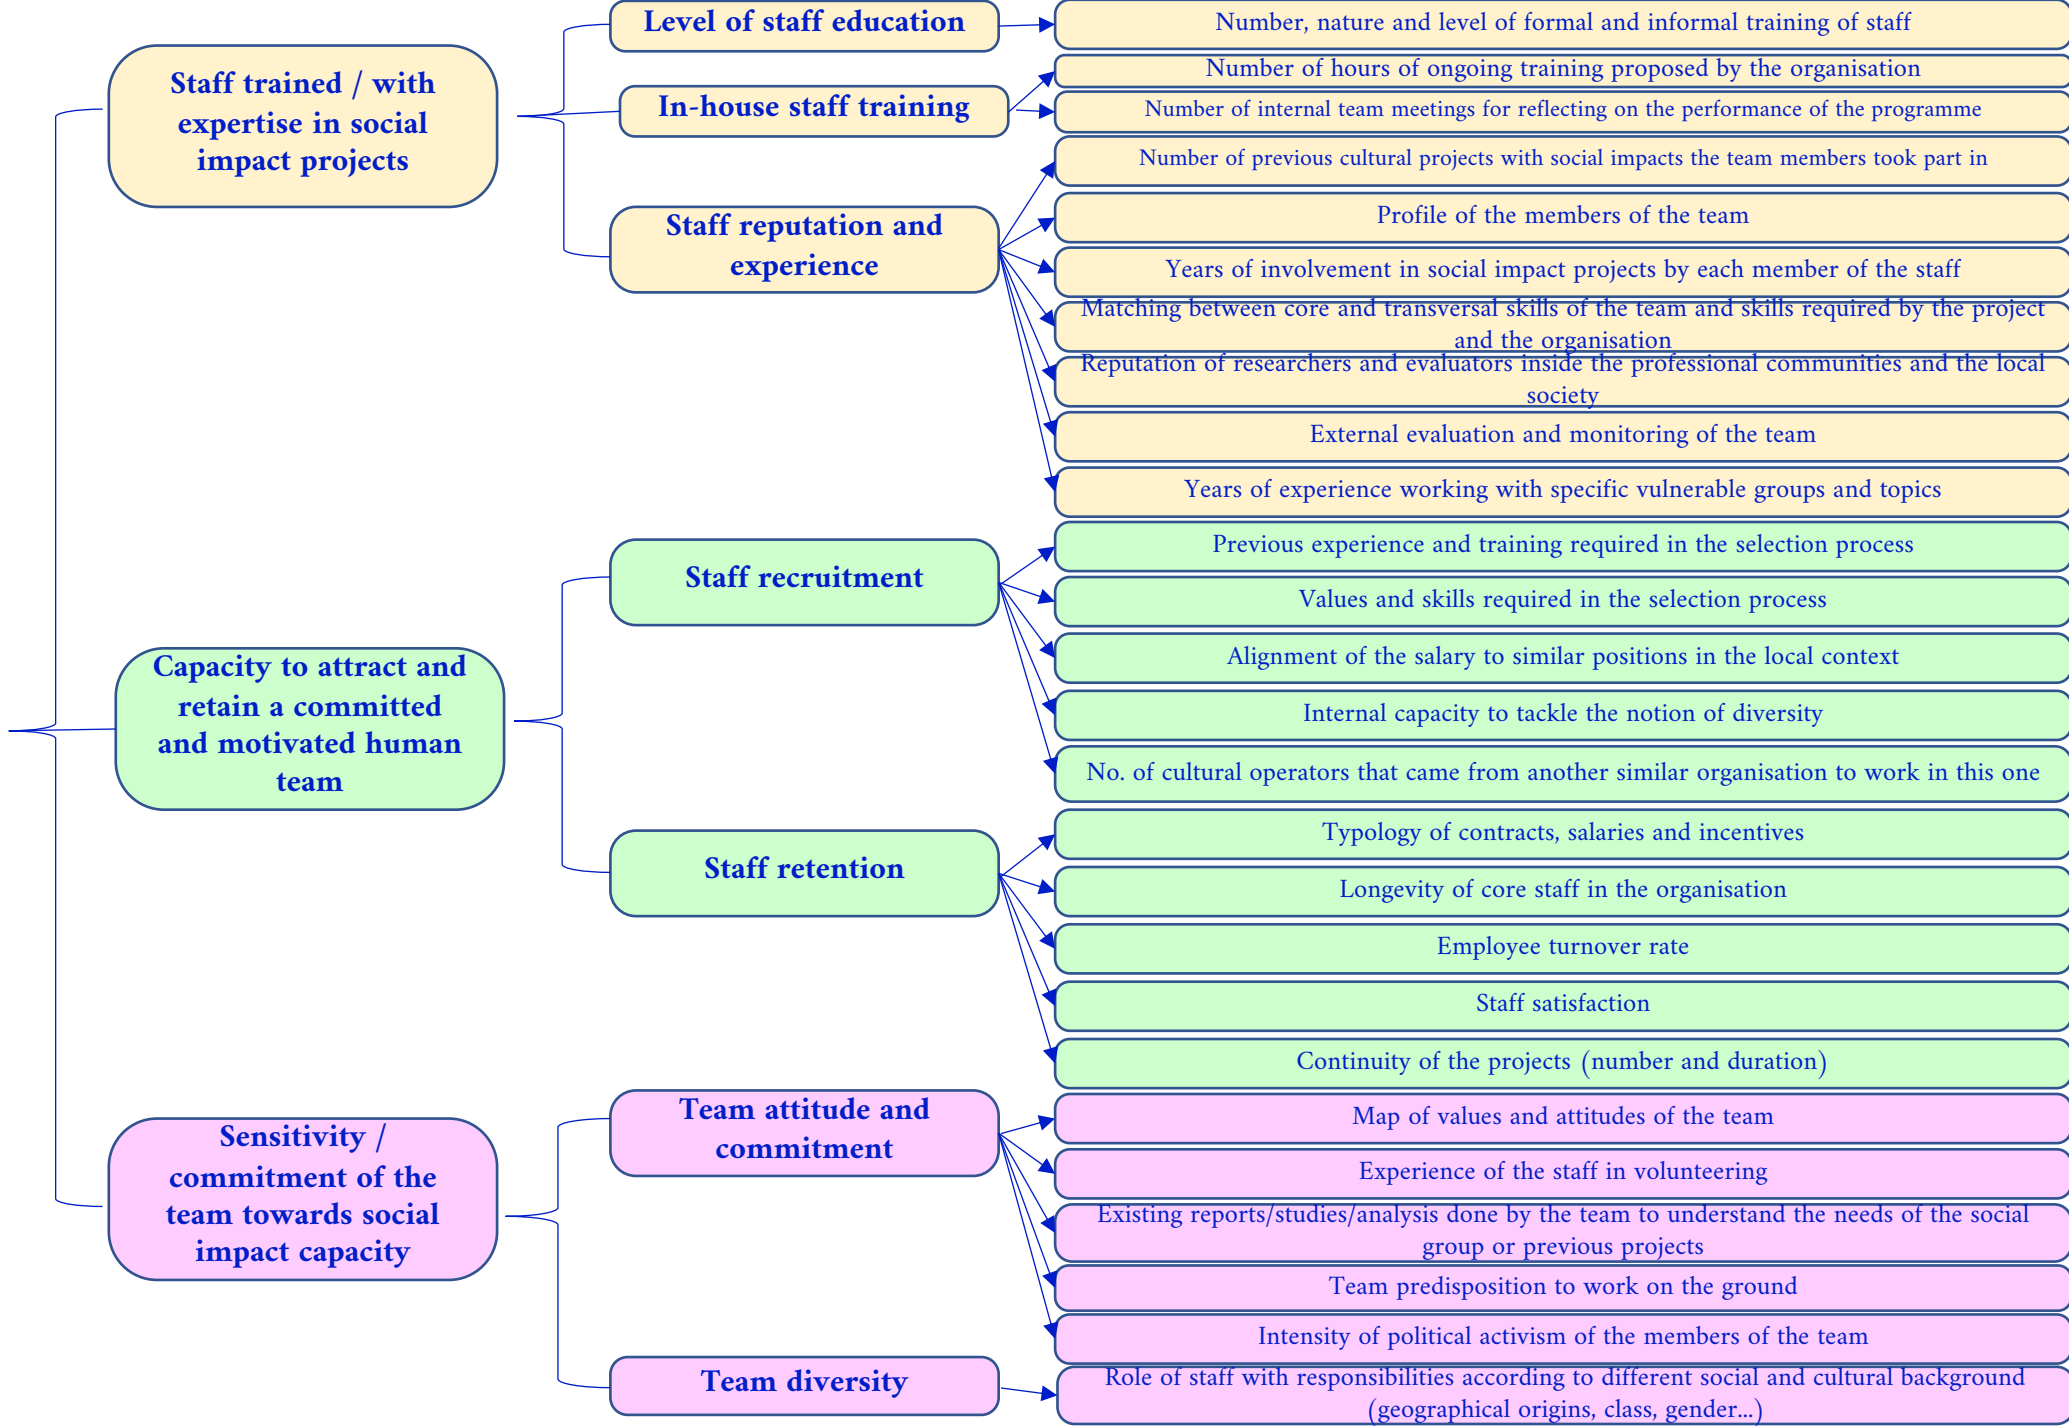 Staff trained / with
expertise in social
impact projects
Level of staff education
Number, nature and level of formal and informal training of staff
In-house staff training
Number of hours of ongoing training proposed by the organisation
Number of internal team meetings for reflecting on the performance of the programme
Staff reputation and
experience
Number of previous cultural projects with social impacts the team members took part in
Profile of the members of the team
Years of involvement in social impact projects by each member of the staff
Matching between core and transversal skills of the team and skills required by the project
and the organisation
Reputation of researchers and evaluators inside the professional communities and the local
society
External evaluation and monitoring of the team
Years of experience working with specific vulnerable groups and topics
Capacity to attract and
retain a committed
and motivated human
team
Staff recruitment
Previous experience and training required in the selection process
Values and skills required in the selection process
Alignment of the salary to similar positions in the local context
Internal capacity to tackle the notion of diversity
No. of cultural operators that came from another similar organisation to work in this one
Staff retention
Typology of contracts, salaries and incentives
Longevity of core staff in the organisation
Employee turnover rate
Staff satisfaction
Continuity of the projects (number and duration)
Sensitivity /
commitment of the
team towards social
impact capacity
Team attitude and
commitment
Map of values and attitudes of the team
Experience of the staff in volunteering
Existing reports/studies/analysis done by the team to understand the needs of the social
group or previous projects
Team predisposition to work on the ground
Intensity of political activism of the members of the team
Team diversity
Role of staff with responsibilities according to different social and cultural background
(geographical origins, class, gender...)